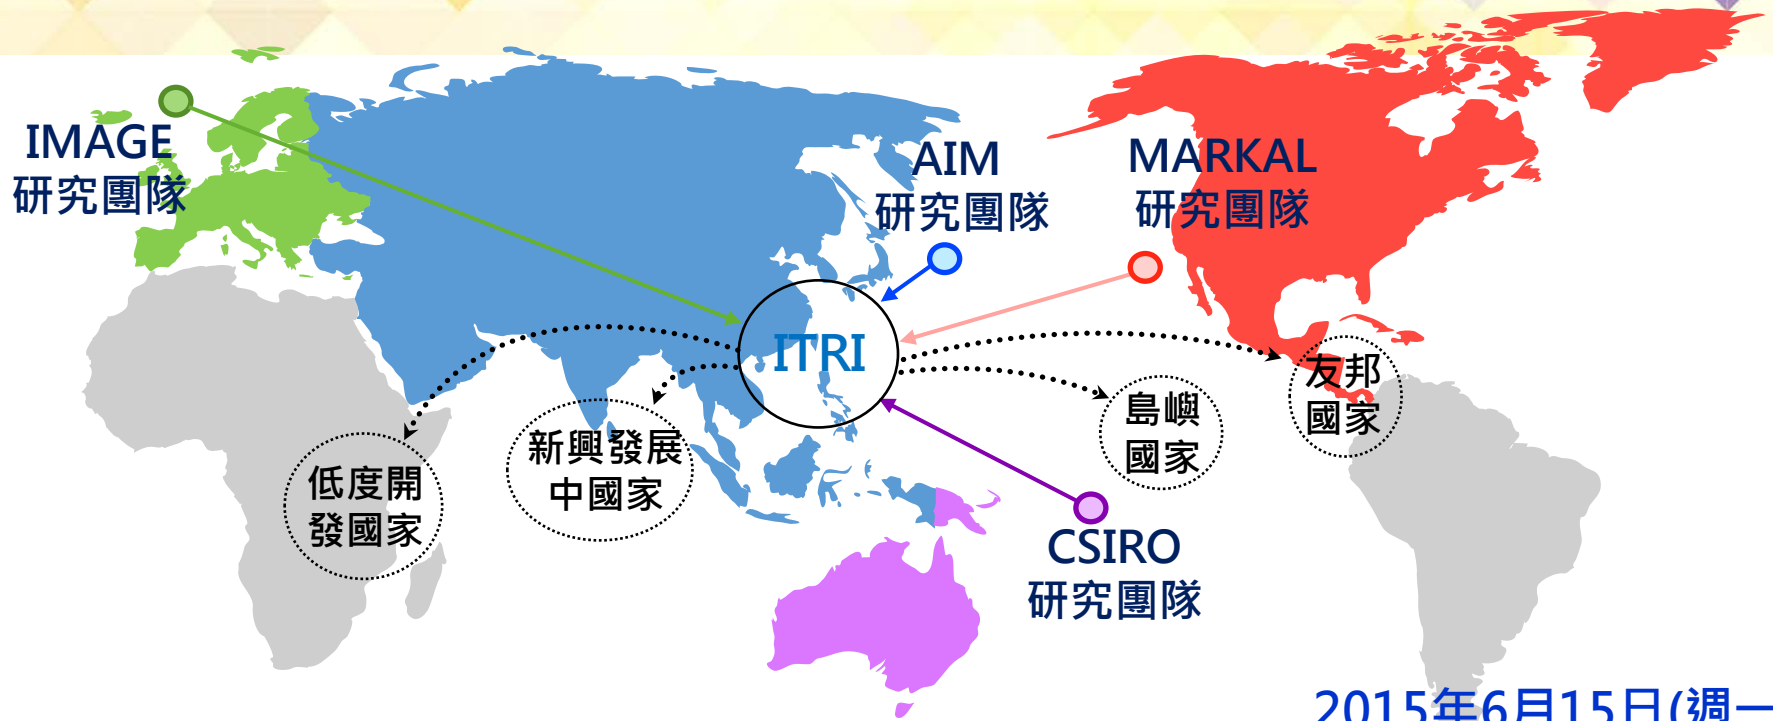 IMAGE
研究團隊
AIM
研究團隊
MARKAL
研究團隊
ITRI
友邦
國家
島嶼
國家
新興發展
中國家
低度開
發國家
CSIRO
研究團隊
2015年6月15日(週一